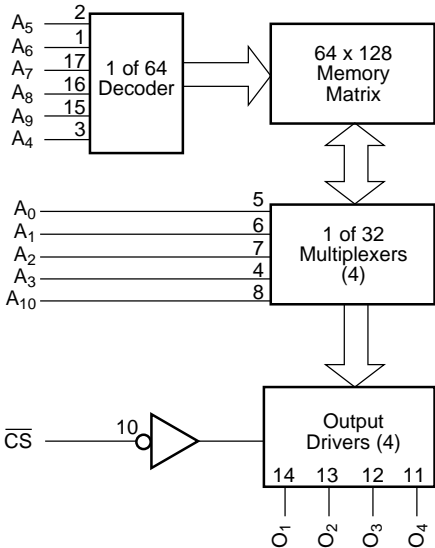 A5 2
A6 1
A7 17
A8 16
A9 15
A4 3
1 of 64
Decoder
64 x 128
Memory
Matrix
A0 5
A1 6
A2 7
A3 4
A10 8
1 of 32
Multiplexers
(4)
CS 10
Output
Drivers (4)
14 13 12 11
O1 O2 O3 O4